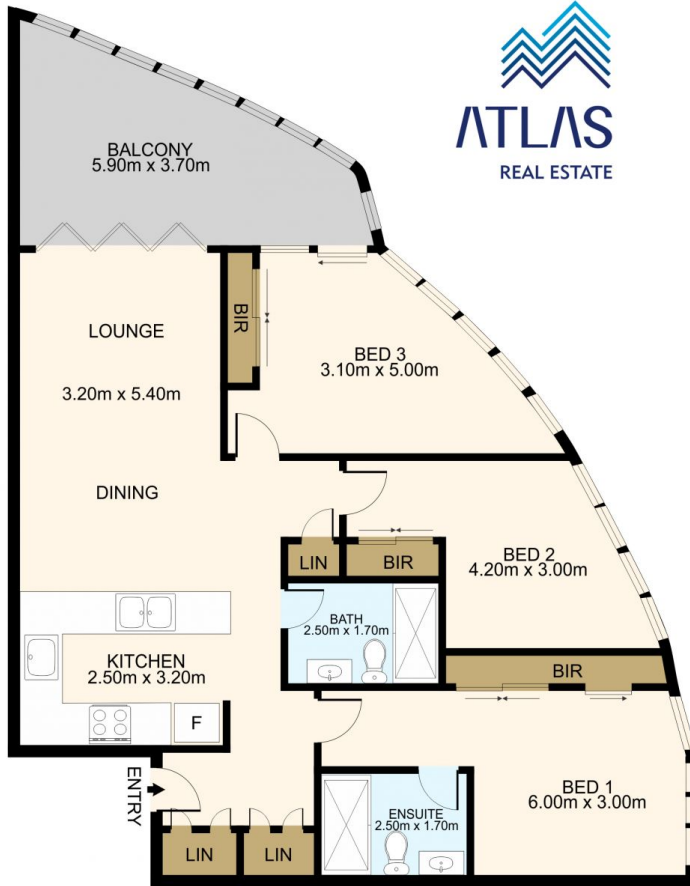 ATLAS
REAL ESTATE
BALCONY
5.90m x 3.70m
LOUNGE
3.20m x 5.40m
DINING
BIR
BED 3
3.10m x 5.00m
LIN
BIR
BED 2
4.20m x 3.00m
BATH
2.50m x 1.70m
KITCHEN
2.50m x 3.20m
F
BIR
ENTRY
BED 1
6.00m x 3.00m
ENSUITE
2.50m x 1.70m
LIN
LIN